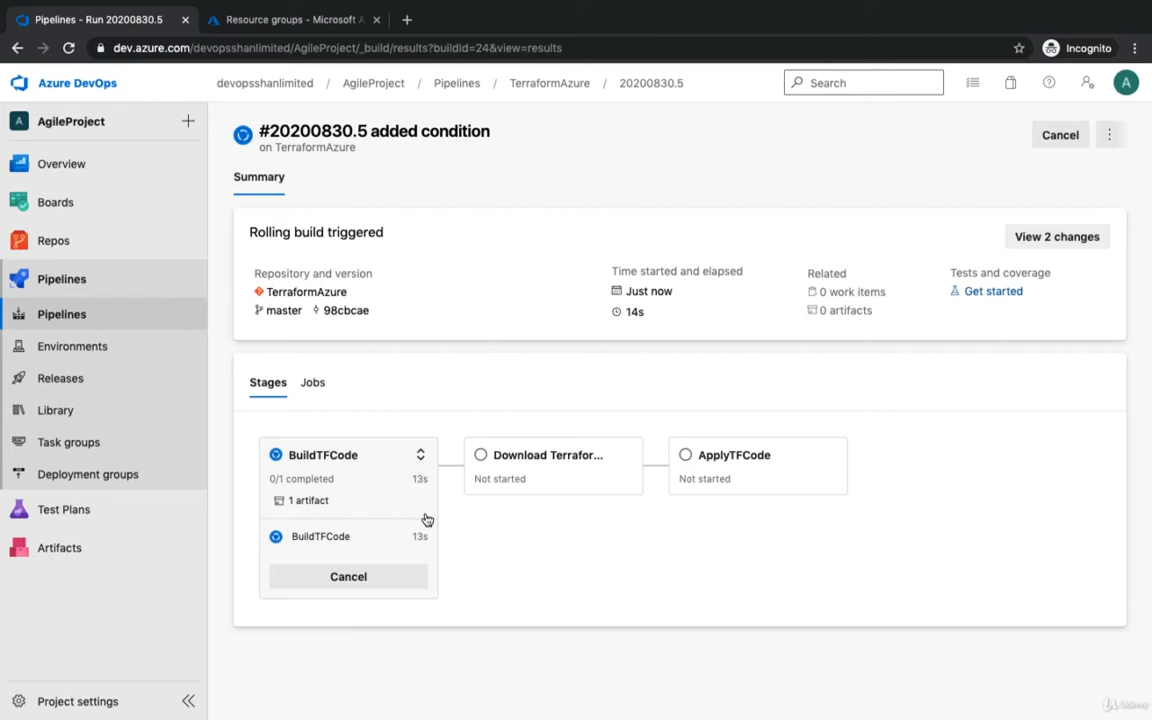 Pipelines - Run 20200830.5
Resource groups - Microsoft A
dev.azure.com/devopsshanlimited/AgileProject/_build/results?buildId=24&view=results
Incognito
Azure DevOps
devopsshanlimited / AgileProject / Pipelines / TerraformAzure / 20200830.5
Search
A
A AgileProject
Overview
Boards
Repos
Pipelines
Pipelines
Environments
Releases
Library
Task groups
Deployment groups
Test Plans
Artifacts
Project settings
#20200830.5 added condition
on TerraformAzure
Cancel
Summary
Rolling build triggered
View 2 changes
Repository and version
TerraformAzure
master 98cbcae
Time started and elapsed
Just now
14s
Related
0 work items
0 artifacts
Tests and coverage
Get started
Stages Jobs
BuildTFCode
0/1 completed 13s
1 artifact
BuildTFCode 13s
Cancel
Download Terrafor...
Not started
ApplyTFCode
Not started
Udemy